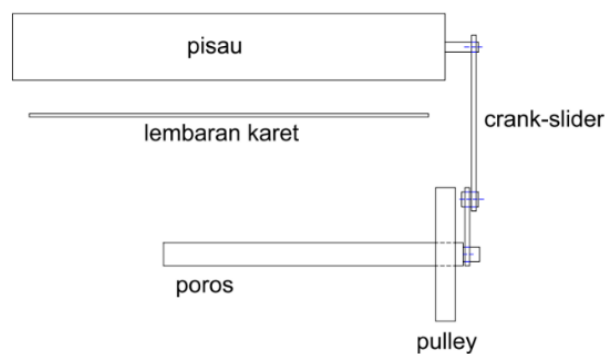 pisau
lembaran karet
crank-slider
poros
pulley